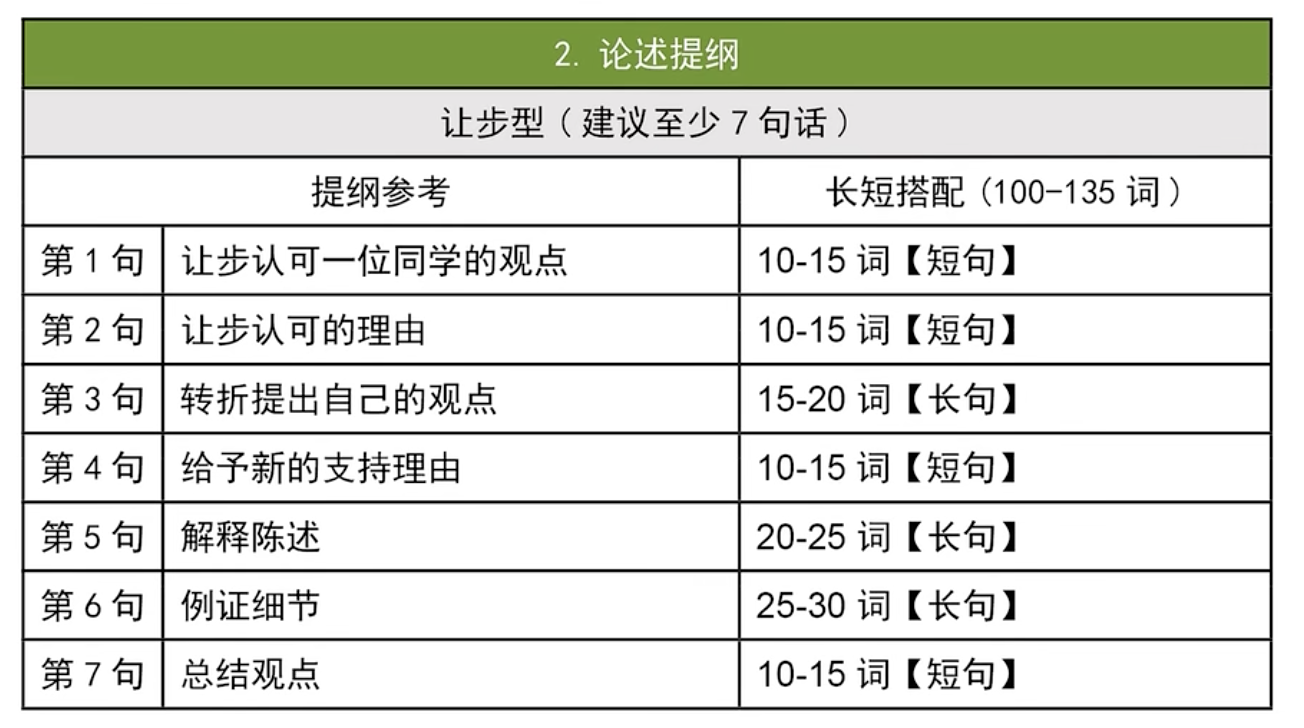 2. 论述提纲
让步型（建议至少 7 句话）
提纲参考 长短搭配（100-135 词）
第 1 句 让步认可一位同学的观点 10-15 词【短句】
第 2 句 让步认可的理由 10-15 词【短句】
第 3 句 转折提出自己的观点 15-20 词【长句】
第 4 句 给予新的支持理由 10-15 词【短句】
第 5 句 解释陈述 20-25 词【长句】
第 6 句 例证细节 25-30 词【长句】
第 7 句 总结观点 10-15 词【短句】